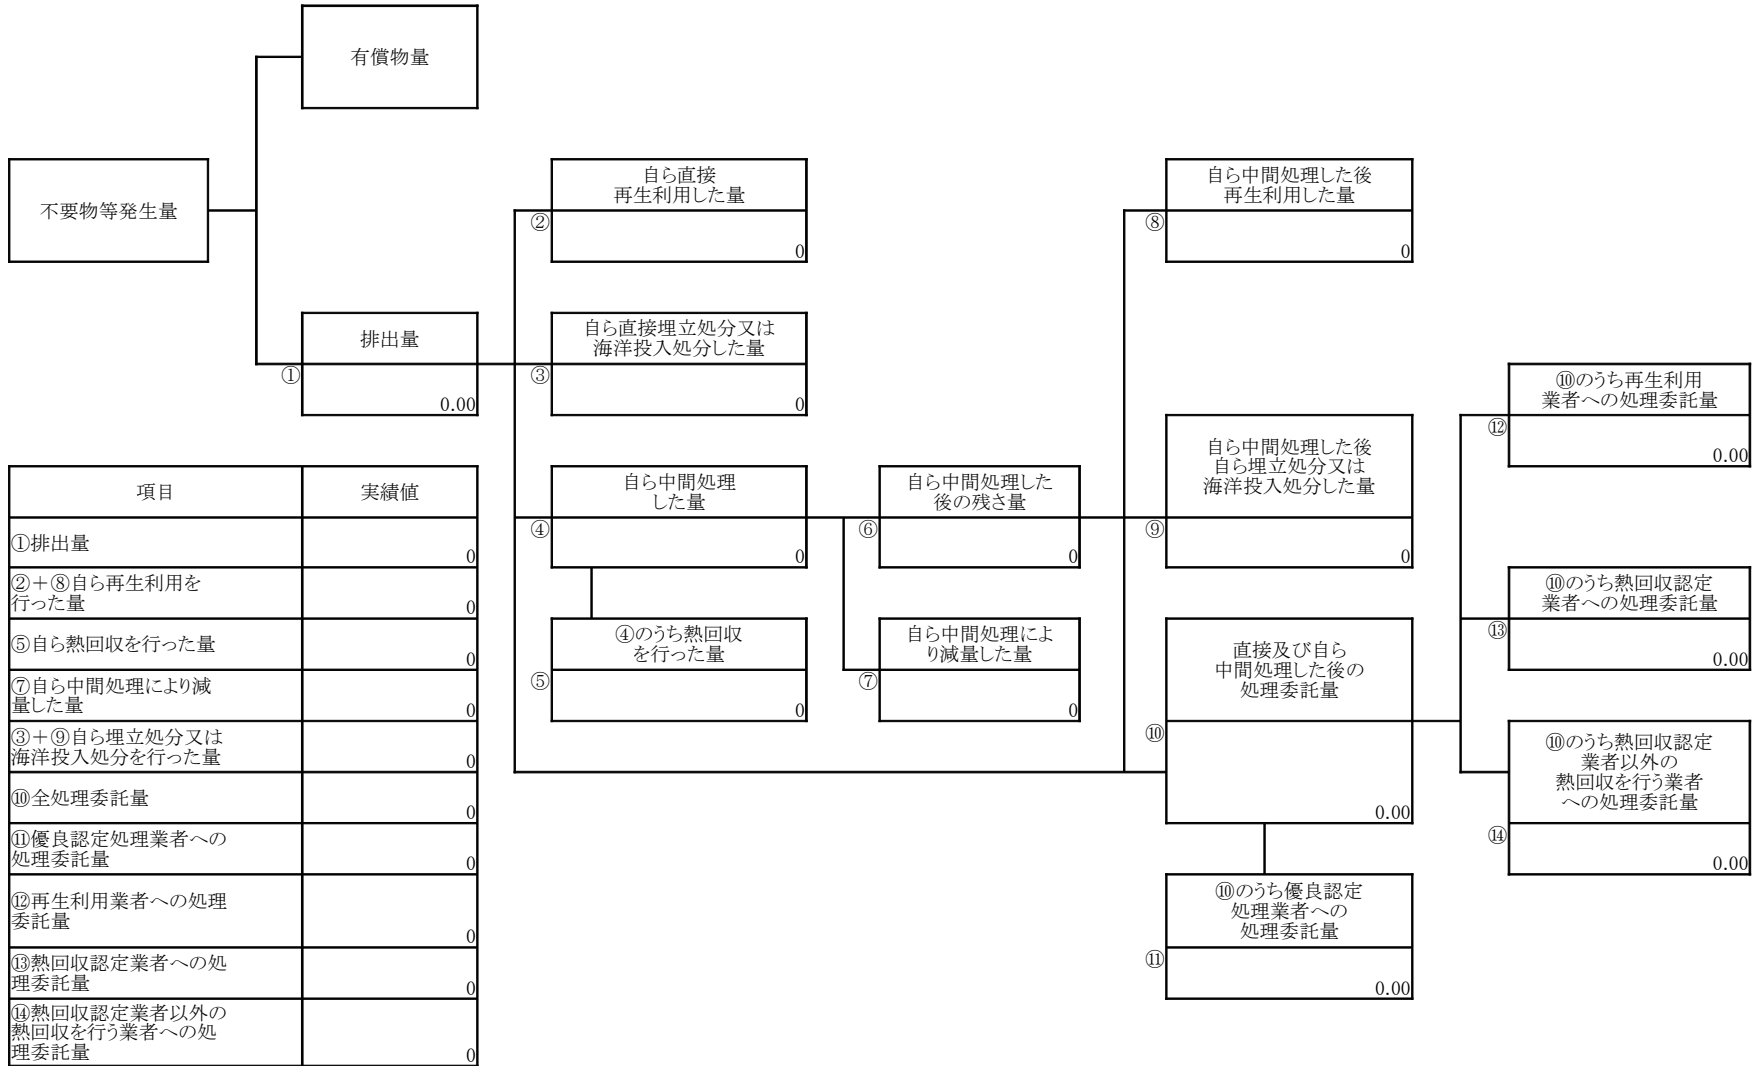 有償物量
不要物等発生量
自ら直接
再生利用した量
②
0
自ら中間処理した後
再生利用した量
⑧
0
排出量
①
0.00
自ら直接埋立処分又は
海洋投入処分した量
③
0
⑩のうち再生利用
業者への処理委託量
⑫
0.00
自ら中間処理
した量
④
0
自ら中間処理した
後の残さ量
⑥
0
自ら中間処理した後
自ら埋立処分又は
海洋投入処分した量
⑨
0
⑩のうち熱回収認定
業者への処理委託量
⑬
0.00
④のうち熱回収
を行った量
⑤
0
自ら中間処理によ
り減量した量
⑦
0
直接及び自ら
中間処理した後の
処理委託量
⑩
0.00
⑩のうち熱回収認定
業者以外の
熱回収を行う業者
への処理委託量
⑭
0.00
⑩のうち優良認定
処理業者への
処理委託量
⑪
0.00
項目
実績値
①排出量
0
②+⑧自ら再生利用を
行った量
0
⑤自ら熱回収を行った量
0
⑦自ら中間処理により減
量した量
0
③+⑨自ら埋立処分又は
海洋投入処分を行った量
0
⑩全処理委託量
0
⑪優良認定処理業者への
処理委託量
0
⑫再生利用業者への処理
委託量
0
⑬熱回収認定業者への処
理委託量
0
⑭熱回収認定業者以外の
熱回収を行う業者への処
理委託量
0